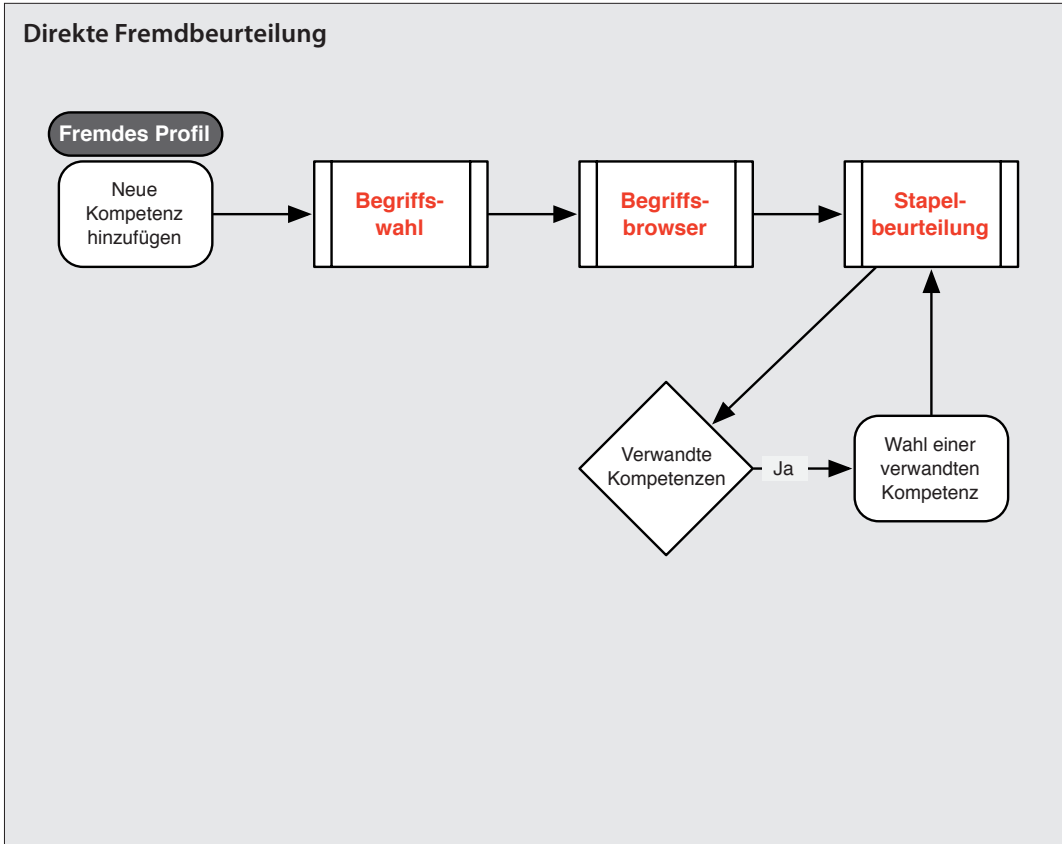 Direkte Fremdbeurteilung
Fremdes Profil
Neue
Kompetenz
hinzufügen
Begriffs-
wahl
Begriffs-
browser
Stapel-
beurteilung
Verwandte
Kompetenzen
Ja
Wahl einer
verwandten
Kompetenz